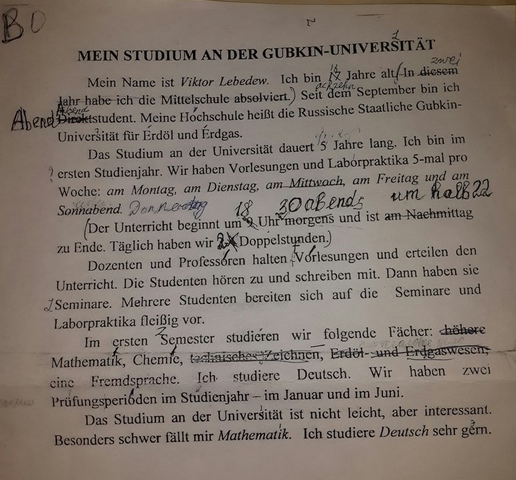 BO
MEIN STUDIUM AN DER GUBKIN-UNIVERSITÄT
zwei
Mein Name ist Viktor Lebedew. Ich bin 17 Jahre alt. (In diesem
achtzehn
Jahr habe ich die Mittelschule absolviert.) Seit dem September bin ich
Abend Direktstudent. Meine Hochschule heißt die Russische Staatliche Gubkin-
Universität für Erdöl und Erdgas.
Das Studium an der Universität dauert 5 Jahre lang. Ich bin im
ersten Studienjahr. Wir haben Vorlesungen und Laborpraktika 5-mal pro
Woche: am Montag, am Dienstag, am Mittwoch, am Freitag und am
Sonnabend. Donnerstag 18 30 abends um halb 22
(Der Unterricht beginnt um 9 Uhr morgens und ist am Nachmittag
zu Ende. Täglich haben wir 2 Doppelstunden.)
Dozenten und Professoren halten Vorlesungen und erteilen den
Unterricht. Die Studenten hören zu und schreiben mit. Dann haben sie
Seminare. Mehrere Studenten bereiten sich auf die Seminare und
Laborpraktika fleißig vor.
Im ersten Semester studieren wir folgende Fächer: höhere
Mathematik, Chemie, technisches Zeichnen, Erdöl- und Erdgaswesen,
eine Fremdsprache. Ich studiere Deutsch. Wir haben zwei
Prüfungsperioden im Studienjahr – im Januar und im Juni.
Das Studium an der Universität ist nicht leicht, aber interessant.
Besonders schwer fällt mir Mathematik. Ich studiere Deutsch sehr gern.